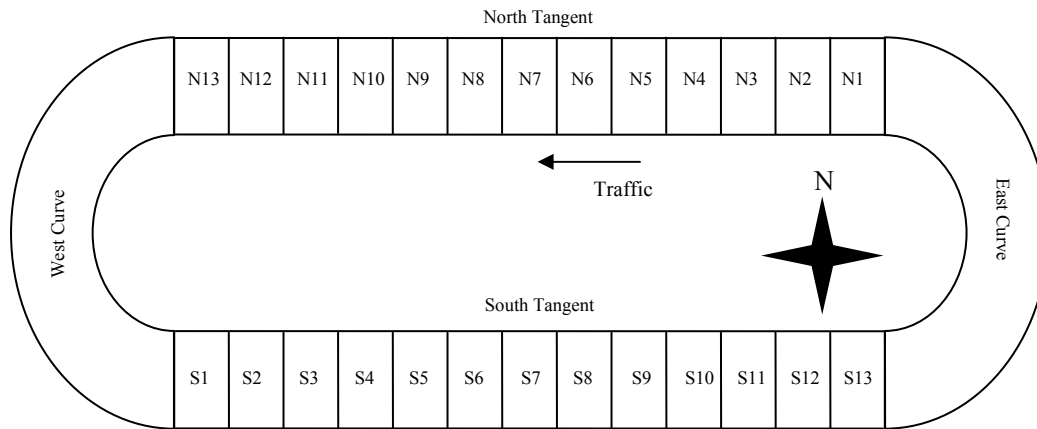 North Tangent
N13 N12 N11 N10 N9 N8 N7 N6 N5 N4 N3 N2 N1
Traffic
N
West Curve
East Curve
South Tangent
S1 S2 S3 S4 S5 S6 S7 S8 S9 S10 S11 S12 S13